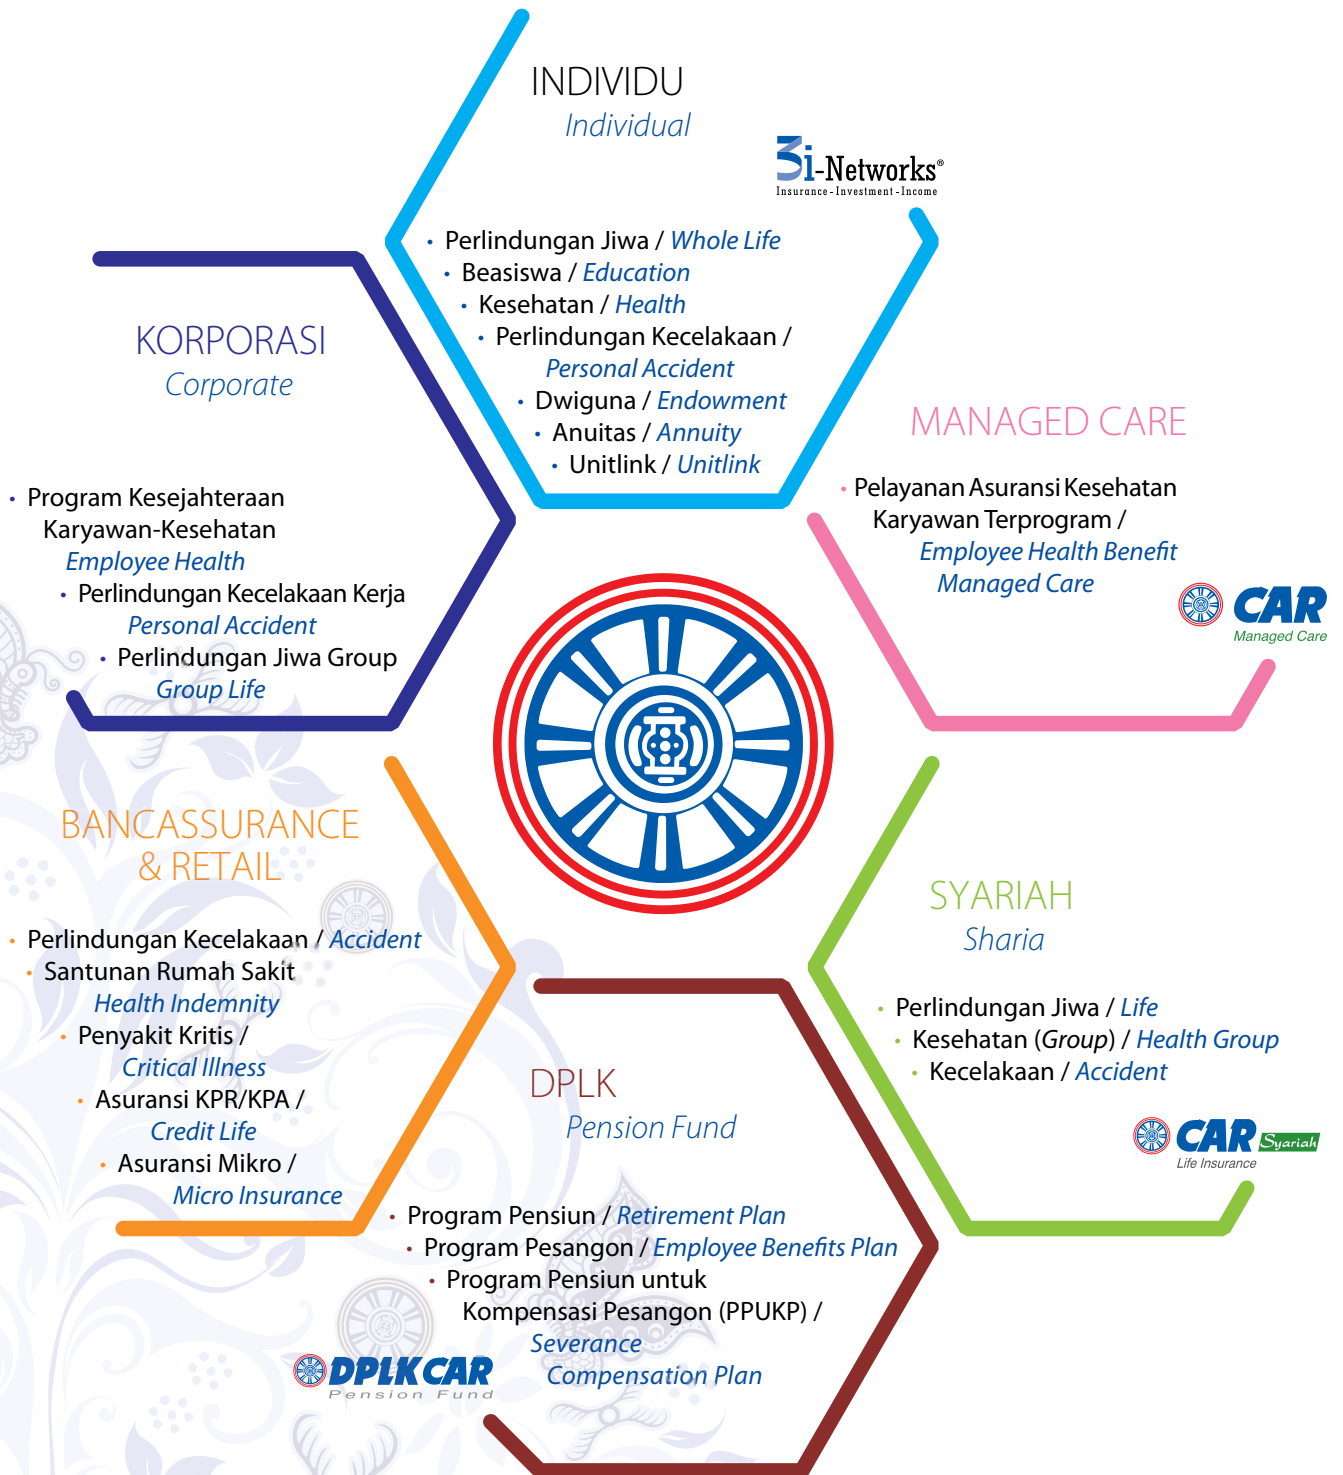 INDIVIDU
Individual
3i-Networks®
Insurance - Investment - Income
• Perlindungan Jiwa / Whole Life
• Beasiswa / Education
• Kesehatan / Health
• Perlindungan Kecelakaan /
Personal Accident
• Dwiguna / Endowment
• Anuitas / Annuity
• Unitlink / Unitlink
KORPORASI
Corporate
• Program Kesejahteraan
Karyawan-Kesehatan
Employee Health
• Perlindungan Kecelakaan Kerja
Personal Accident
• Perlindungan Jiwa Group
Group Life
MANAGED CARE
• Pelayanan Asuransi Kesehatan
Karyawan Terprogram /
Employee Health Benefit
Managed Care
CAR
Managed Care
BANCASSURANCE
& RETAIL
• Perlindungan Kecelakaan / Accident
• Santunan Rumah Sakit
Health Indemnity
• Penyakit Kritis /
Critical Illness
• Asuransi KPR/KPA /
Credit Life
• Asuransi Mikro /
Micro Insurance
SYARIAH
Sharia
• Perlindungan Jiwa / Life
• Kesehatan (Group) / Health Group
• Kecelakaan / Accident
CAR Syariah
Life Insurance
DPLK
Pension Fund
• Program Pensiun / Retirement Plan
• Program Pesangon / Employee Benefits Plan
• Program Pensiun untuk
Kompensasi Pesangon (PPUKP) /
Severance
Compensation Plan
DPLK CAR
Pension Fund